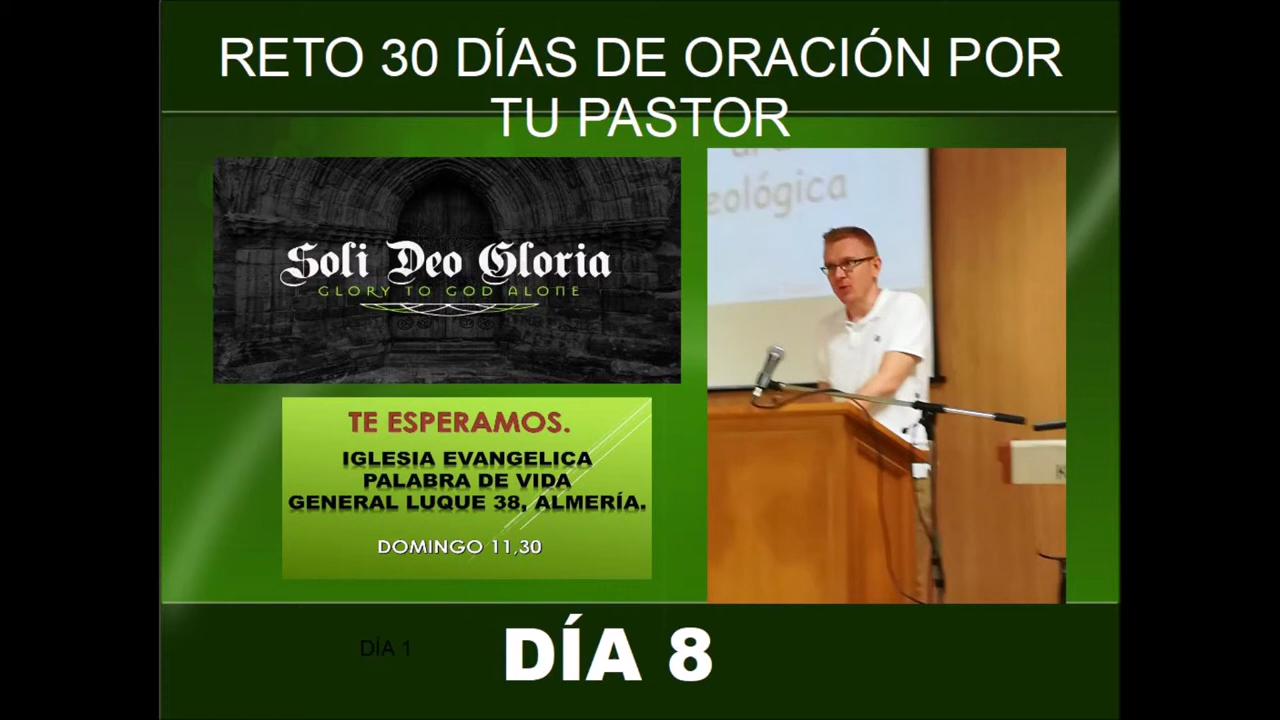 RETO 30 DÍAS DE ORACIÓN POR
TU PASTOR
Soli Deo Gloria
GLORY TO GOD ALONE
TE ESPERAMOS.
IGLESIA EVANGELICA
PALABRA DE VIDA
GENERAL LUQUE 38, ALMERÍA.
DOMINGO 11,30
eológica
DÍA 1
DÍA 8